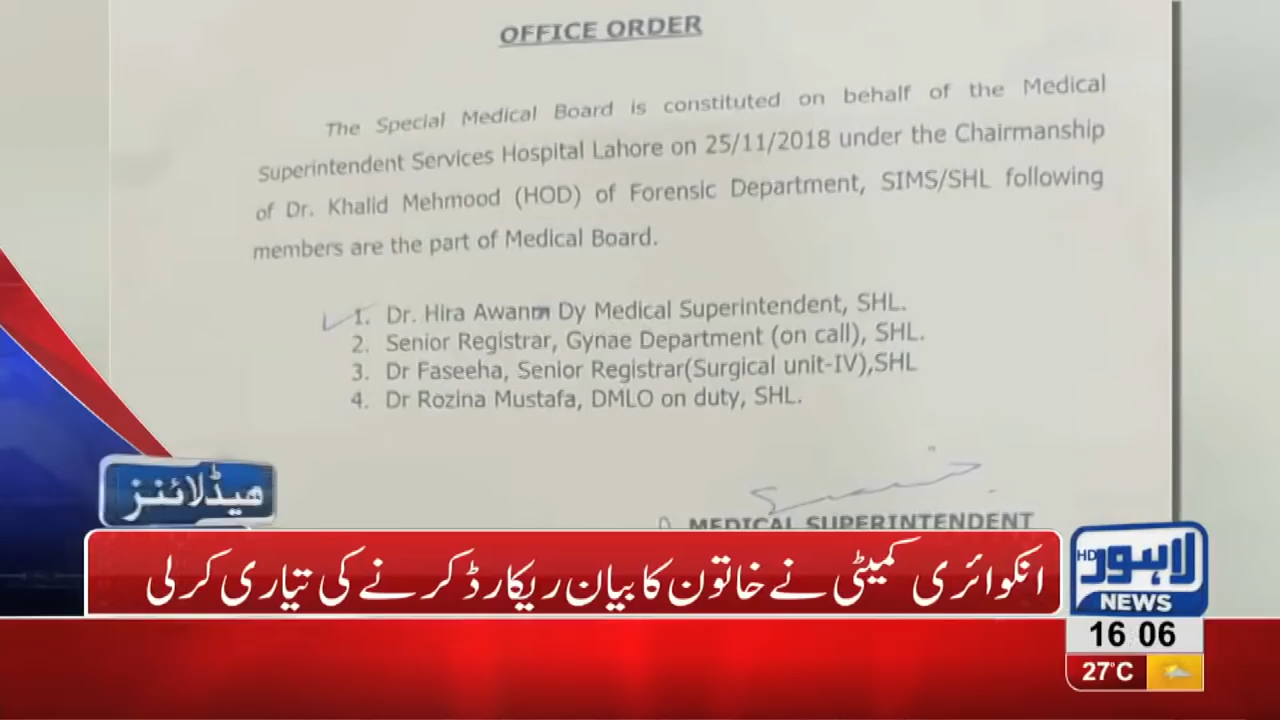 OFFICE ORDER
The Special Medical Board is constituted on behalf of the Medical
Superintendent Services Hospital Lahore on 25/11/2018 under the Chairmanship
of Dr. Khalid Mehmood (HOD) of Forensic Department, SIMS/SHL following
members are the part of Medical Board.
1. Dr. Hira Awanm Dy Medical Superintendent, SHL.
2. Senior Registrar, Gynae Department (on call), SHL.
3. Dr Faseeha, Senior Registrar(Surgical unit-IV),SHL
4. Dr Rozina Mustafa, DMLO on duty, SHL.
MEDICAL SUPERINTENDENT
ھیڈلائنز
انکوائری کمیٹی نے خاتون کا بیان ریکارڈ کرنے کی تیاری کرلی
لاہور HD
NEWS
16 06
27°C